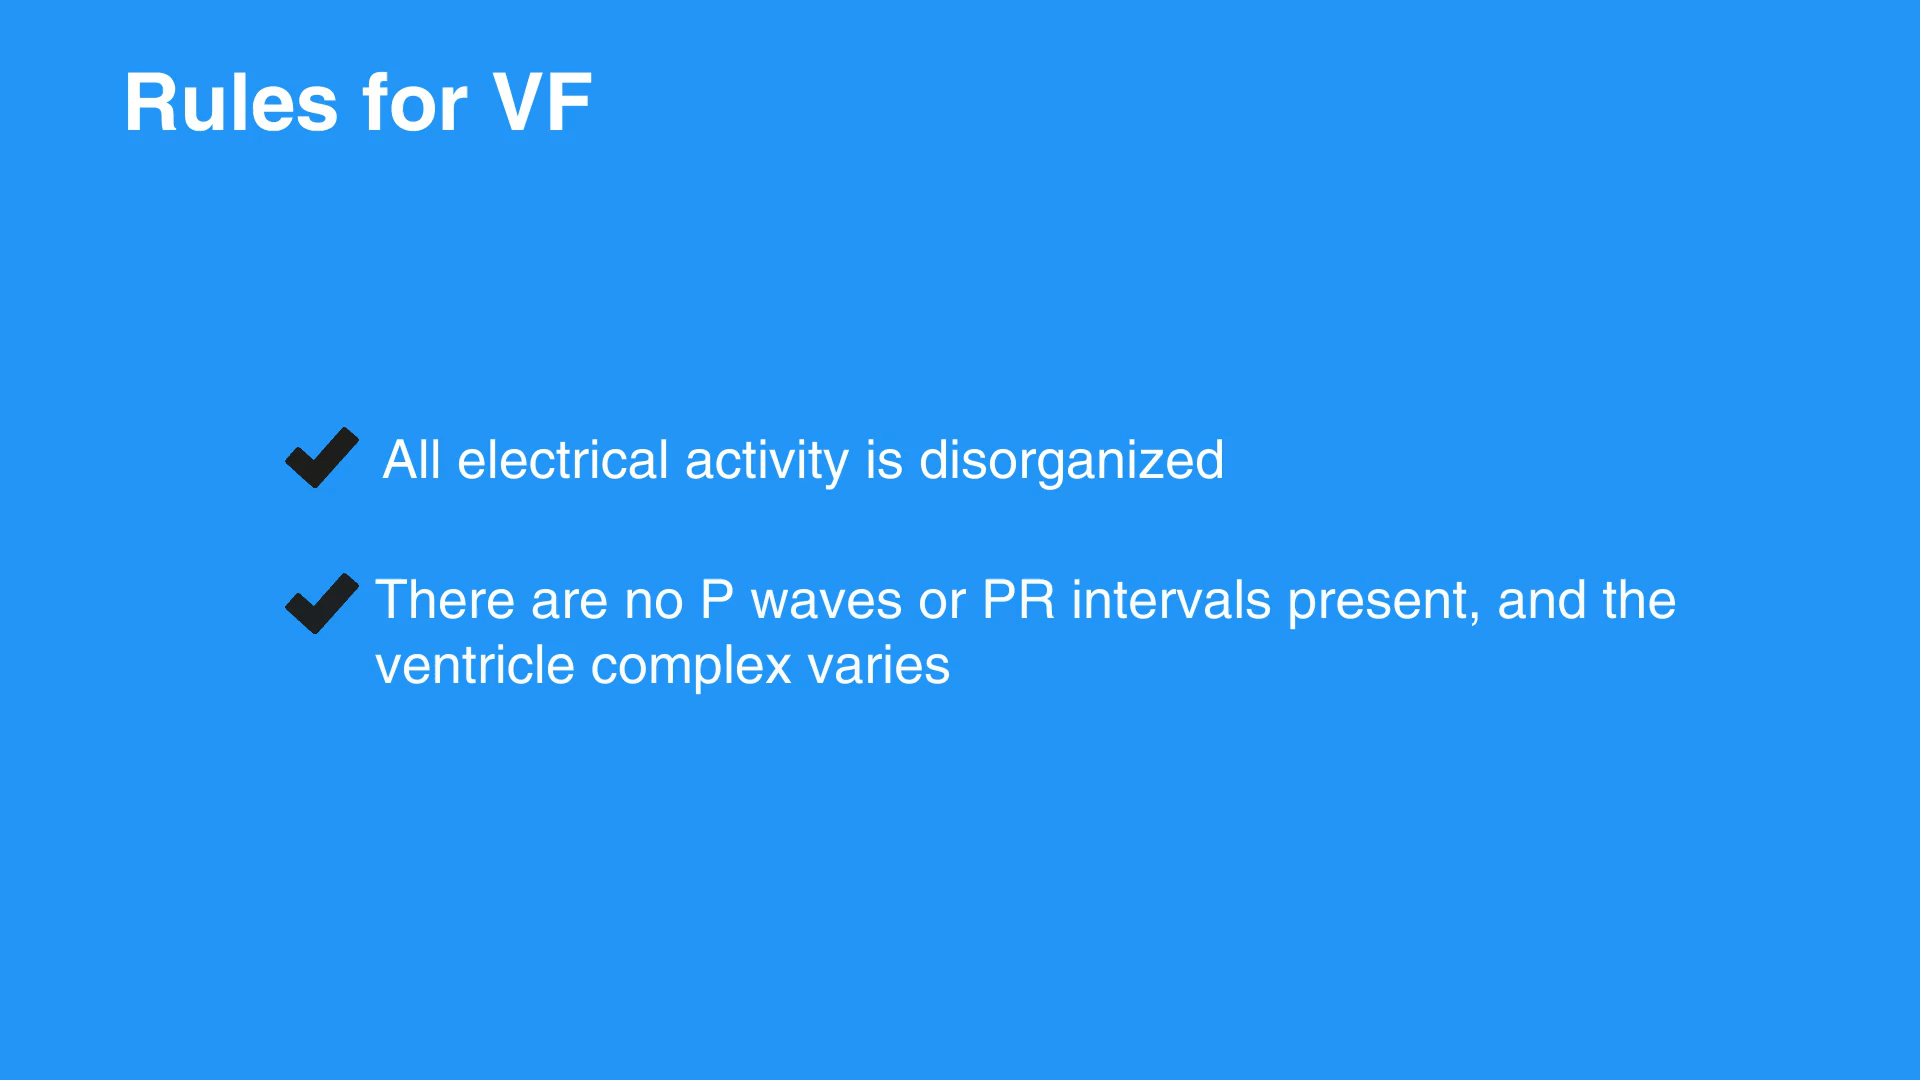 Rules for VF
All electrical activity is disorganized
There are no P waves or PR intervals present, and the
ventricle complex varies